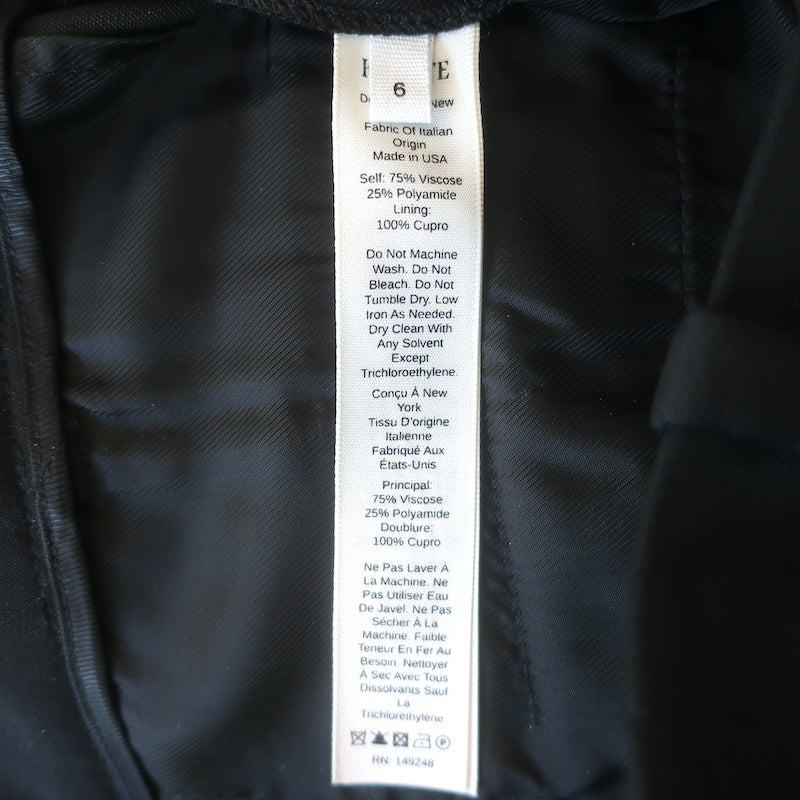 6
New
Fabric Of Italian
Origin
Made in USA
Self: 75% Viscose
25% Polyamide
Lining:
100% Cupro
Do Not Machine
Wash. Do Not
Bleach. Do Not
Tumble Dry. Low
Iron As Needed.
Dry Clean With
Any Solvent
Except
Trichloroethylene.
Conçu À New
York
Tissu D'origine
Italienne
Fabriqué Aux
États-Unis
Principal:
75% Viscose
25% Polyamide
Doublure:
100% Cupro
Ne Pas Laver À
La Machine. Ne
Pas Utiliser Eau
De Javel. Ne Pas
Sécher À La
Machine. Faible
Teneur En Fer Au
Besoin. Nettoyer
À Sec Avec Tous
Dissolvants Sauf
La
Trichloréthylène
P
RN: 149248